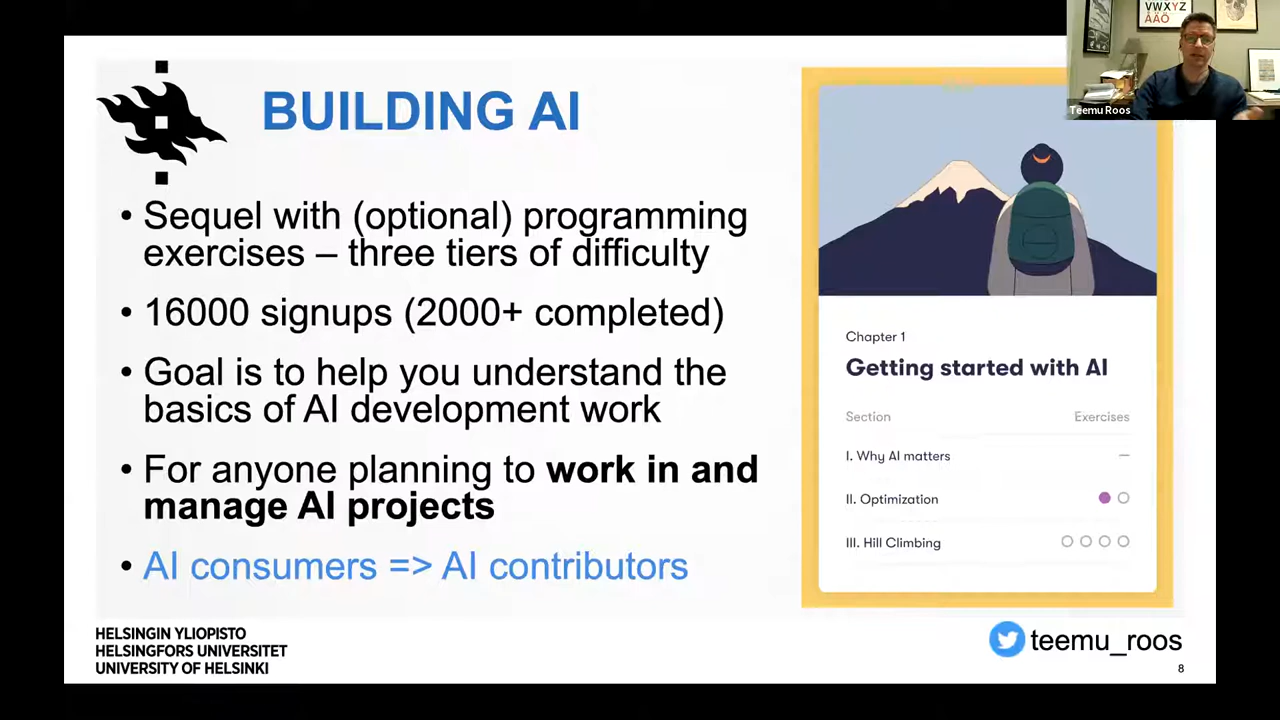 VWXYZ
ÅÄÖ
Teemu Roos
BUILDING AI
• Sequel with (optional) programming
exercises – three tiers of difficulty
• 16000 signups (2000+ completed)
• Goal is to help you understand the
basics of AI development work
• For anyone planning to work in and
manage AI projects
• AI consumers => AI contributors
Chapter 1
Getting started with AI
Section Exercises
I. Why AI matters –
II. Optimization
III. Hill Climbing
HELSINGIN YLIOPISTO
HELSINGFORS UNIVERSITET
UNIVERSITY OF HELSINKI
teemu_roos
8